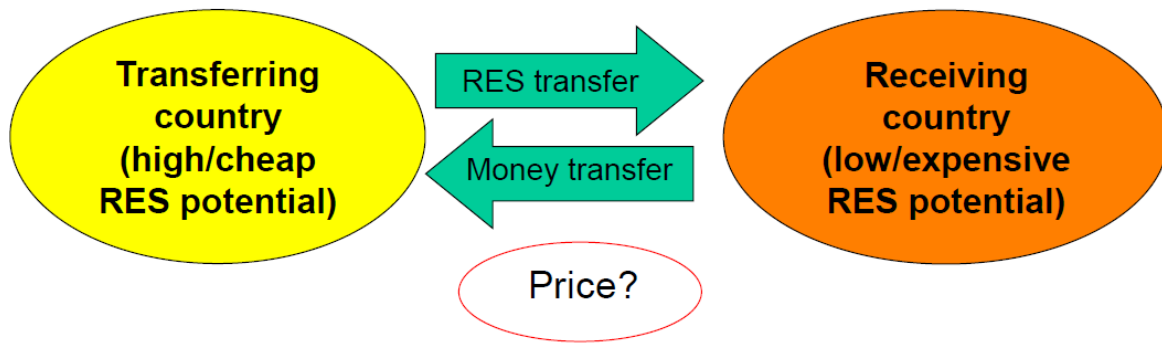 Transferring
country
(high/cheap
RES potential)
RES transfer
Money transfer
Receiving
country
(low/expensive
RES potential)
Price?